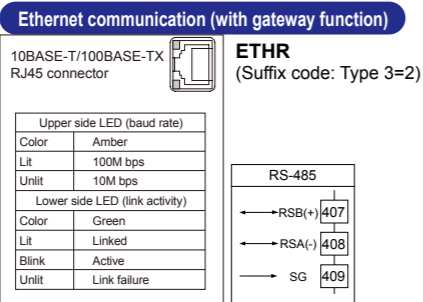 Ethernet communication (with gateway function)
10BASE-T/100BASE-TX
RJ45 connector
ETHR
(Suffix code: Type 3=2)
Upper side LED (baud rate)
Color Amber
Lit 100M bps
Unlit 10M bps
Lower side LED (link activity)
Color Green
Lit Linked
Blink Active
Unlit Link failure
RS-485
RSB(+) 407
RSA(-) 408
SG 409